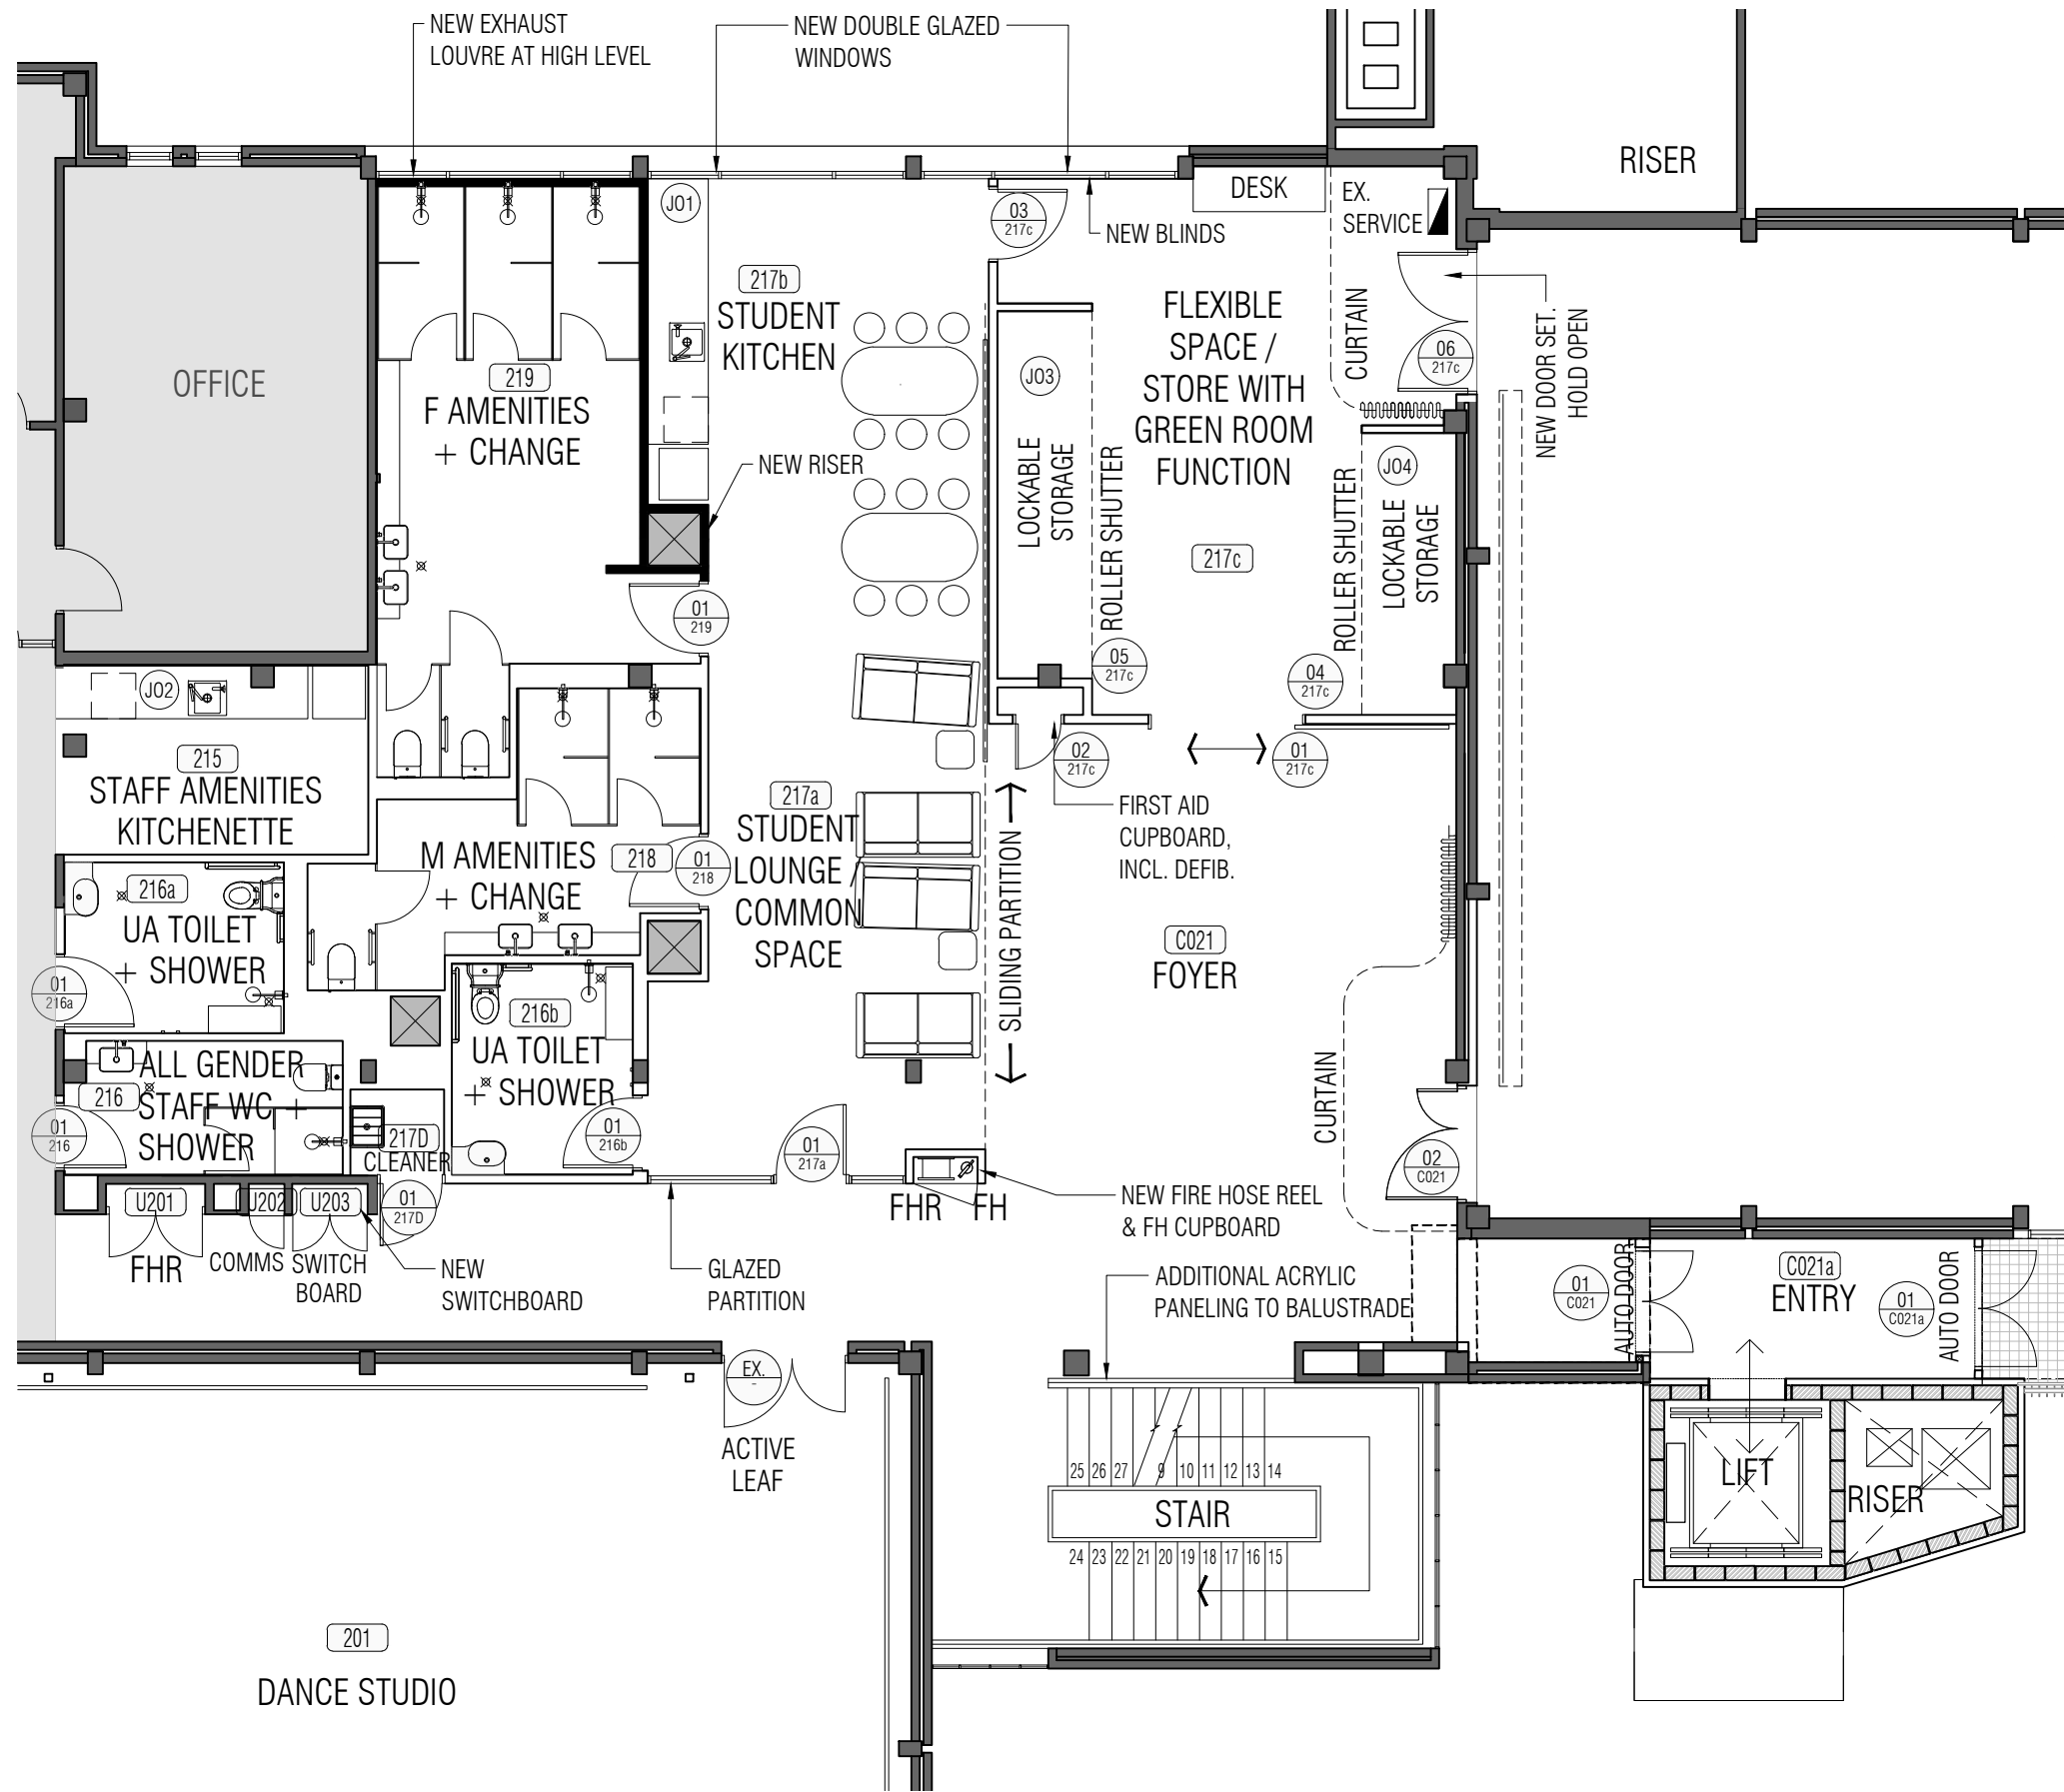 NEW EXHAUST
LOUVRE AT HIGH LEVEL
NEW DOUBLE GLAZED
WINDOWS
RISER
DESK
EX.
SERVICE
J01
03
217c
NEW BLINDS
217b
STUDENT
KITCHEN
FLEXIBLE
SPACE /
STORE WITH
GREEN ROOM
FUNCTION
CURTAIN
06
217c
NEW DOOR SET.
HOLD OPEN
OFFICE
219
F AMENITIES
+ CHANGE
J03
LOCKABLE
STORAGE
ROLLER SHUTTER
NEW RISER
217c
J04
ROLLER SHUTTER
LOCKABLE
STORAGE
01
219
05
217c
04
217c
J02
215
STAFF AMENITIES
KITCHENETTE
02
217c
01
217c
217a
STUDENT
LOUNGE /
COMMON
SPACE
FIRST AID
CUPBOARD,
INCL. DEFIB.
M AMENITIES
+ CHANGE
218
01
218
216a
UA TOILET
+ SHOWER
01
216a
SLIDING PARTITION
C021
FOYER
216b
UA TOILET
+ SHOWER
01
216b
ALL GENDER
STAFF WC +
SHOWER
216
01
216
217D
CLEANER
01
217D
01
217a
CURTAIN
02
C021
U201
U202
U203
FHR
COMMS
SWITCH
BOARD
NEW
SWITCHBOARD
GLAZED
PARTITION
FHR
FH
NEW FIRE HOSE REEL
& FH CUPBOARD
ADDITIONAL ACRYLIC
PANELING TO BALUSTRADE
01
C021
AUTO DOOR
C021a
ENTRY
01
C021a
AUTO DOOR
EX.
-
ACTIVE
LEAF
25 26 27 9 10 11 12 13 14
STAIR
24 23 22 21 20 19 18 17 16 15
LIFT
RISER
201
DANCE STUDIO